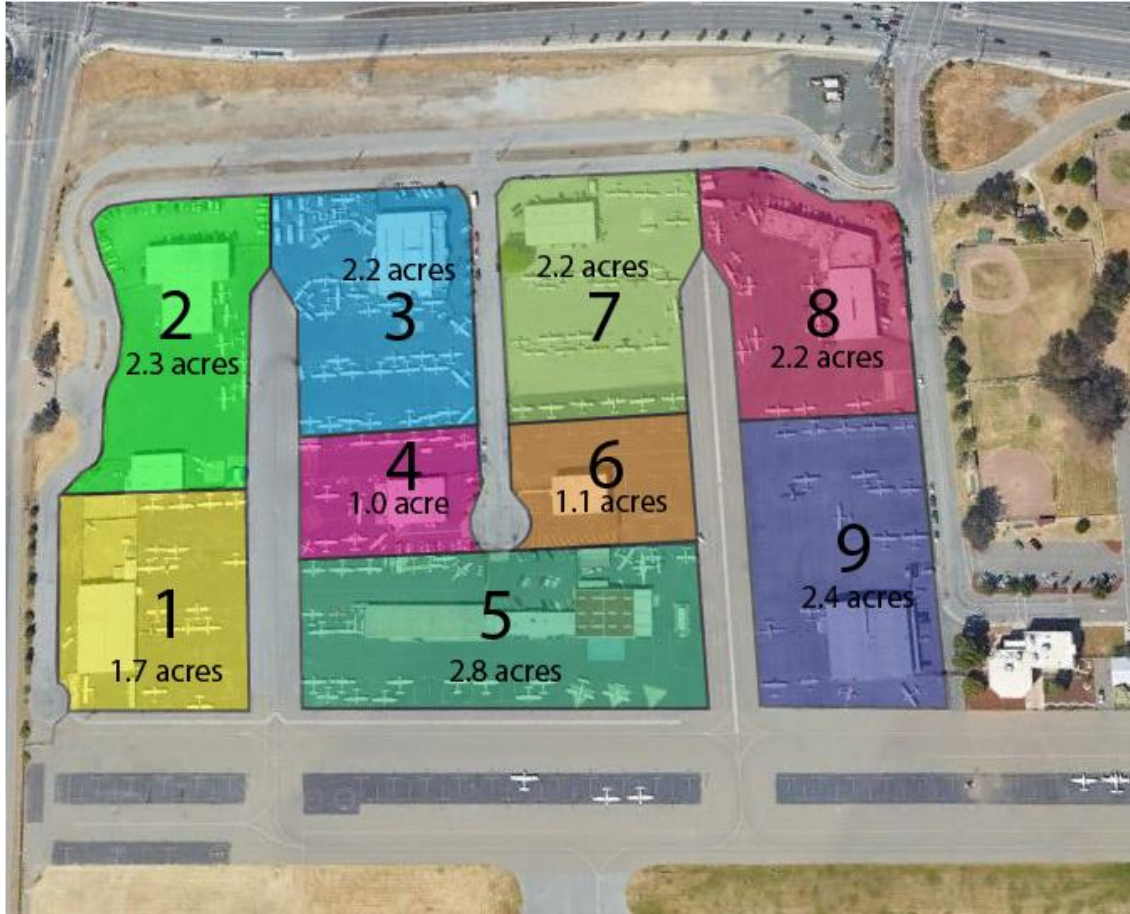 1
1.7 acres
2
2.3 acres
2.2 acres
3
4
1.0 acre
5
2.8 acres
6
1.1 acres
2.2 acres
7
8
2.2 acres
9
2.4 acres